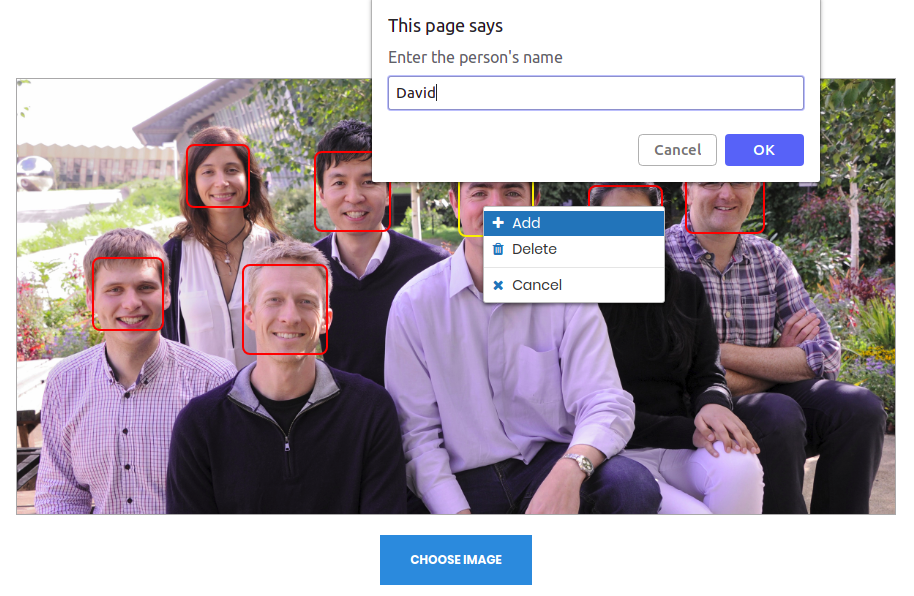 This page says
Enter the person's name
David
Cancel
OK
Add
Delete
Cancel
CHOOSE IMAGE